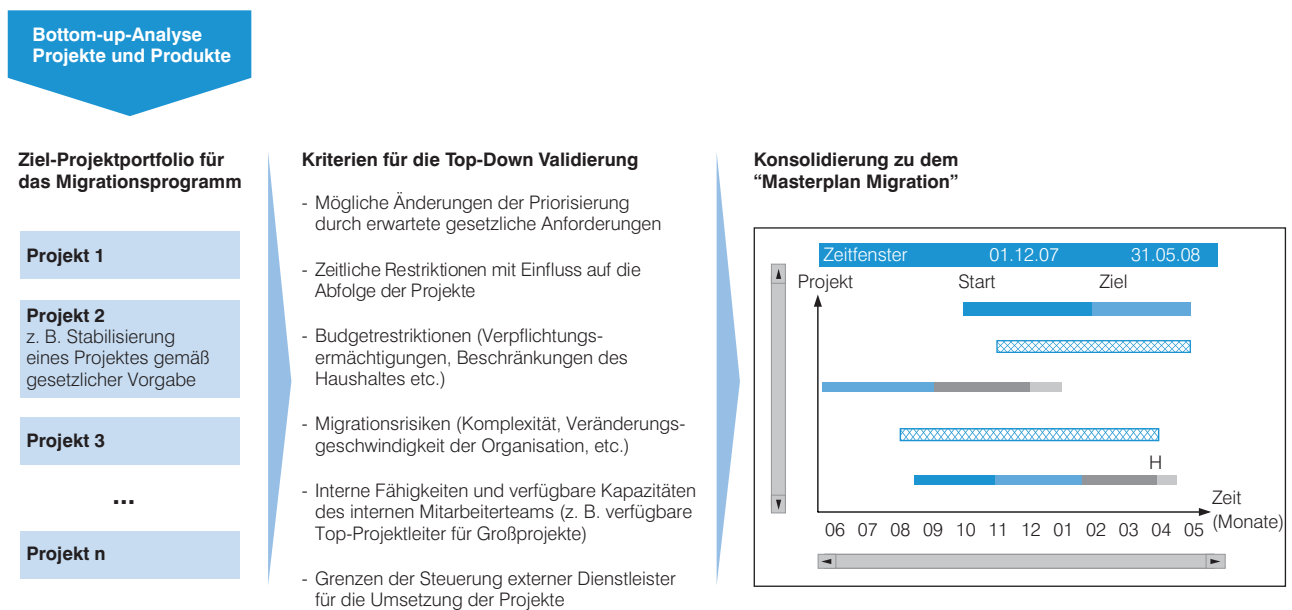 Bottom-up-Analyse
Projekte und Produkte
Ziel-Projektportfolio für
das Migrationsprogramm
Projekt 1
Projekt 2
z. B. Stabilisierung
eines Projektes gemäß
gesetzlicher Vorgabe
Projekt 3
...
Projekt n
Kriterien für die Top-Down Validierung
- Mögliche Änderungen der Priorisierung
durch erwartete gesetzliche Anforderungen
- Zeitliche Restriktionen mit Einfluss auf die
Abfolge der Projekte
- Budgetrestriktionen (Verpflichtungs-
ermächtigungen, Beschränkungen des
Haushaltes etc.)
- Migrationsrisiken (Komplexität, Veränderungs-
geschwindigkeit der Organisation, etc.)
- Interne Fähigkeiten und verfügbare Kapazitäten
des internen Mitarbeiterteams (z. B. verfügbare
Top-Projektleiter für Großprojekte)
- Grenzen der Steuerung externer Dienstleister
für die Umsetzung der Projekte
Konsolidierung zu dem
“Masterplan Migration”
Zeitfenster 01.12.07 31.05.08
Projekt Start Ziel
H
Zeit
(Monate)
06 07 08 09 10 11 12 01 02 03 04 05